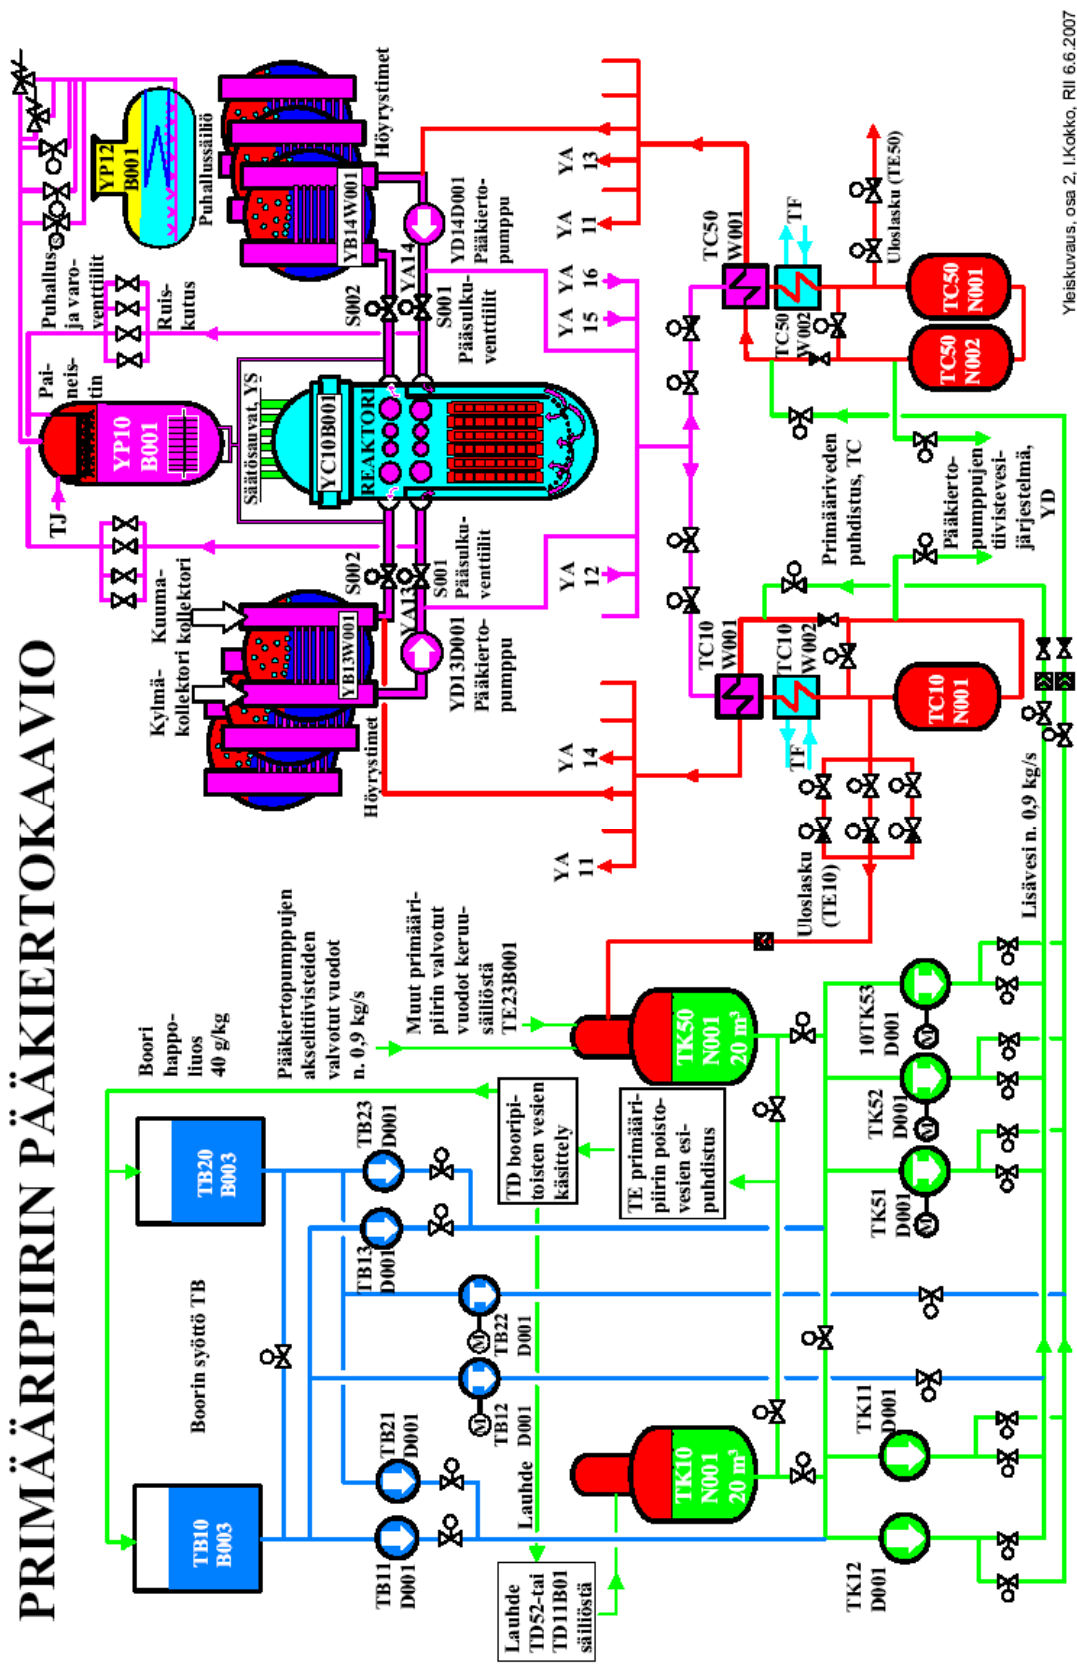 PRIMÄÄRIPIIRIN PÄÄKIERTOKAAVIO
TB10
B003
TB20
B003
Boorin syöttö TB
Boori
happo-
liuos
40 g/kg
Pääkiertopumppujen
akselitiivisteiden
valvotut vuodot
n. 0,9 kg/s
Muut primääri-
piirin valvotut
vuodot keruu-
säiliöstä
TE23B001
TB11
D001
TB21
D001
TB13
D001
TB23
D001
M
TB12
D001
M
TB22
D001
Lauhde
Lauhde
TD52-tai
TD11B01
säiliöstä
TD booripi-
toisten vesien
käsittely
TE primääri-
piirin poisto-
vesien esi-
puhdistus
TK10
N001
20 m³
TK50
N001
20 m³
TK12
D001
TK11
D001
TK51
D001
M
TK52
D001
M
10TK53
D001
M
Lisävesi n. 0,9 kg/s
Uloslasku
(TE10)
Kylmä-
kollektori
Kuuma-
kollektori
YB13W001
Höyrystimet
YD13D001
Pääkierto-
pumppu
YA13
S002
S001
Pääsulku-
venttiilit
TJ
Pai-
neis-
tin
YP10
B001
Säätösauvat, YS
YC10B001
REAKTORI
Puhallus-
ja varo-
venttiilit
Ruis-
kutus
YP12
B001
Puhallussäiliö
YB14W001
Höyrystimet
S002
YA14
S001
Pääsulku-
venttiilit
YD14D001
Pääkierto-
pumppu
YA
11
YA
14
YA
12
YA
15
YA
16
YA
11
YA
13
TC10
W001
TC10
W002
TF
TC10
N001
Primääriveden
puhdistus, TC
Pääkierto-
pumppujen
tiivistevesi-
järjestelmä,
YD
TC50
W001
TC50
W002
TF
TC50
N002
TC50
N001
Uloslasku (TE50)
Yleiskuvaus, osa 2, I.Kokko, RII 6.6.2007